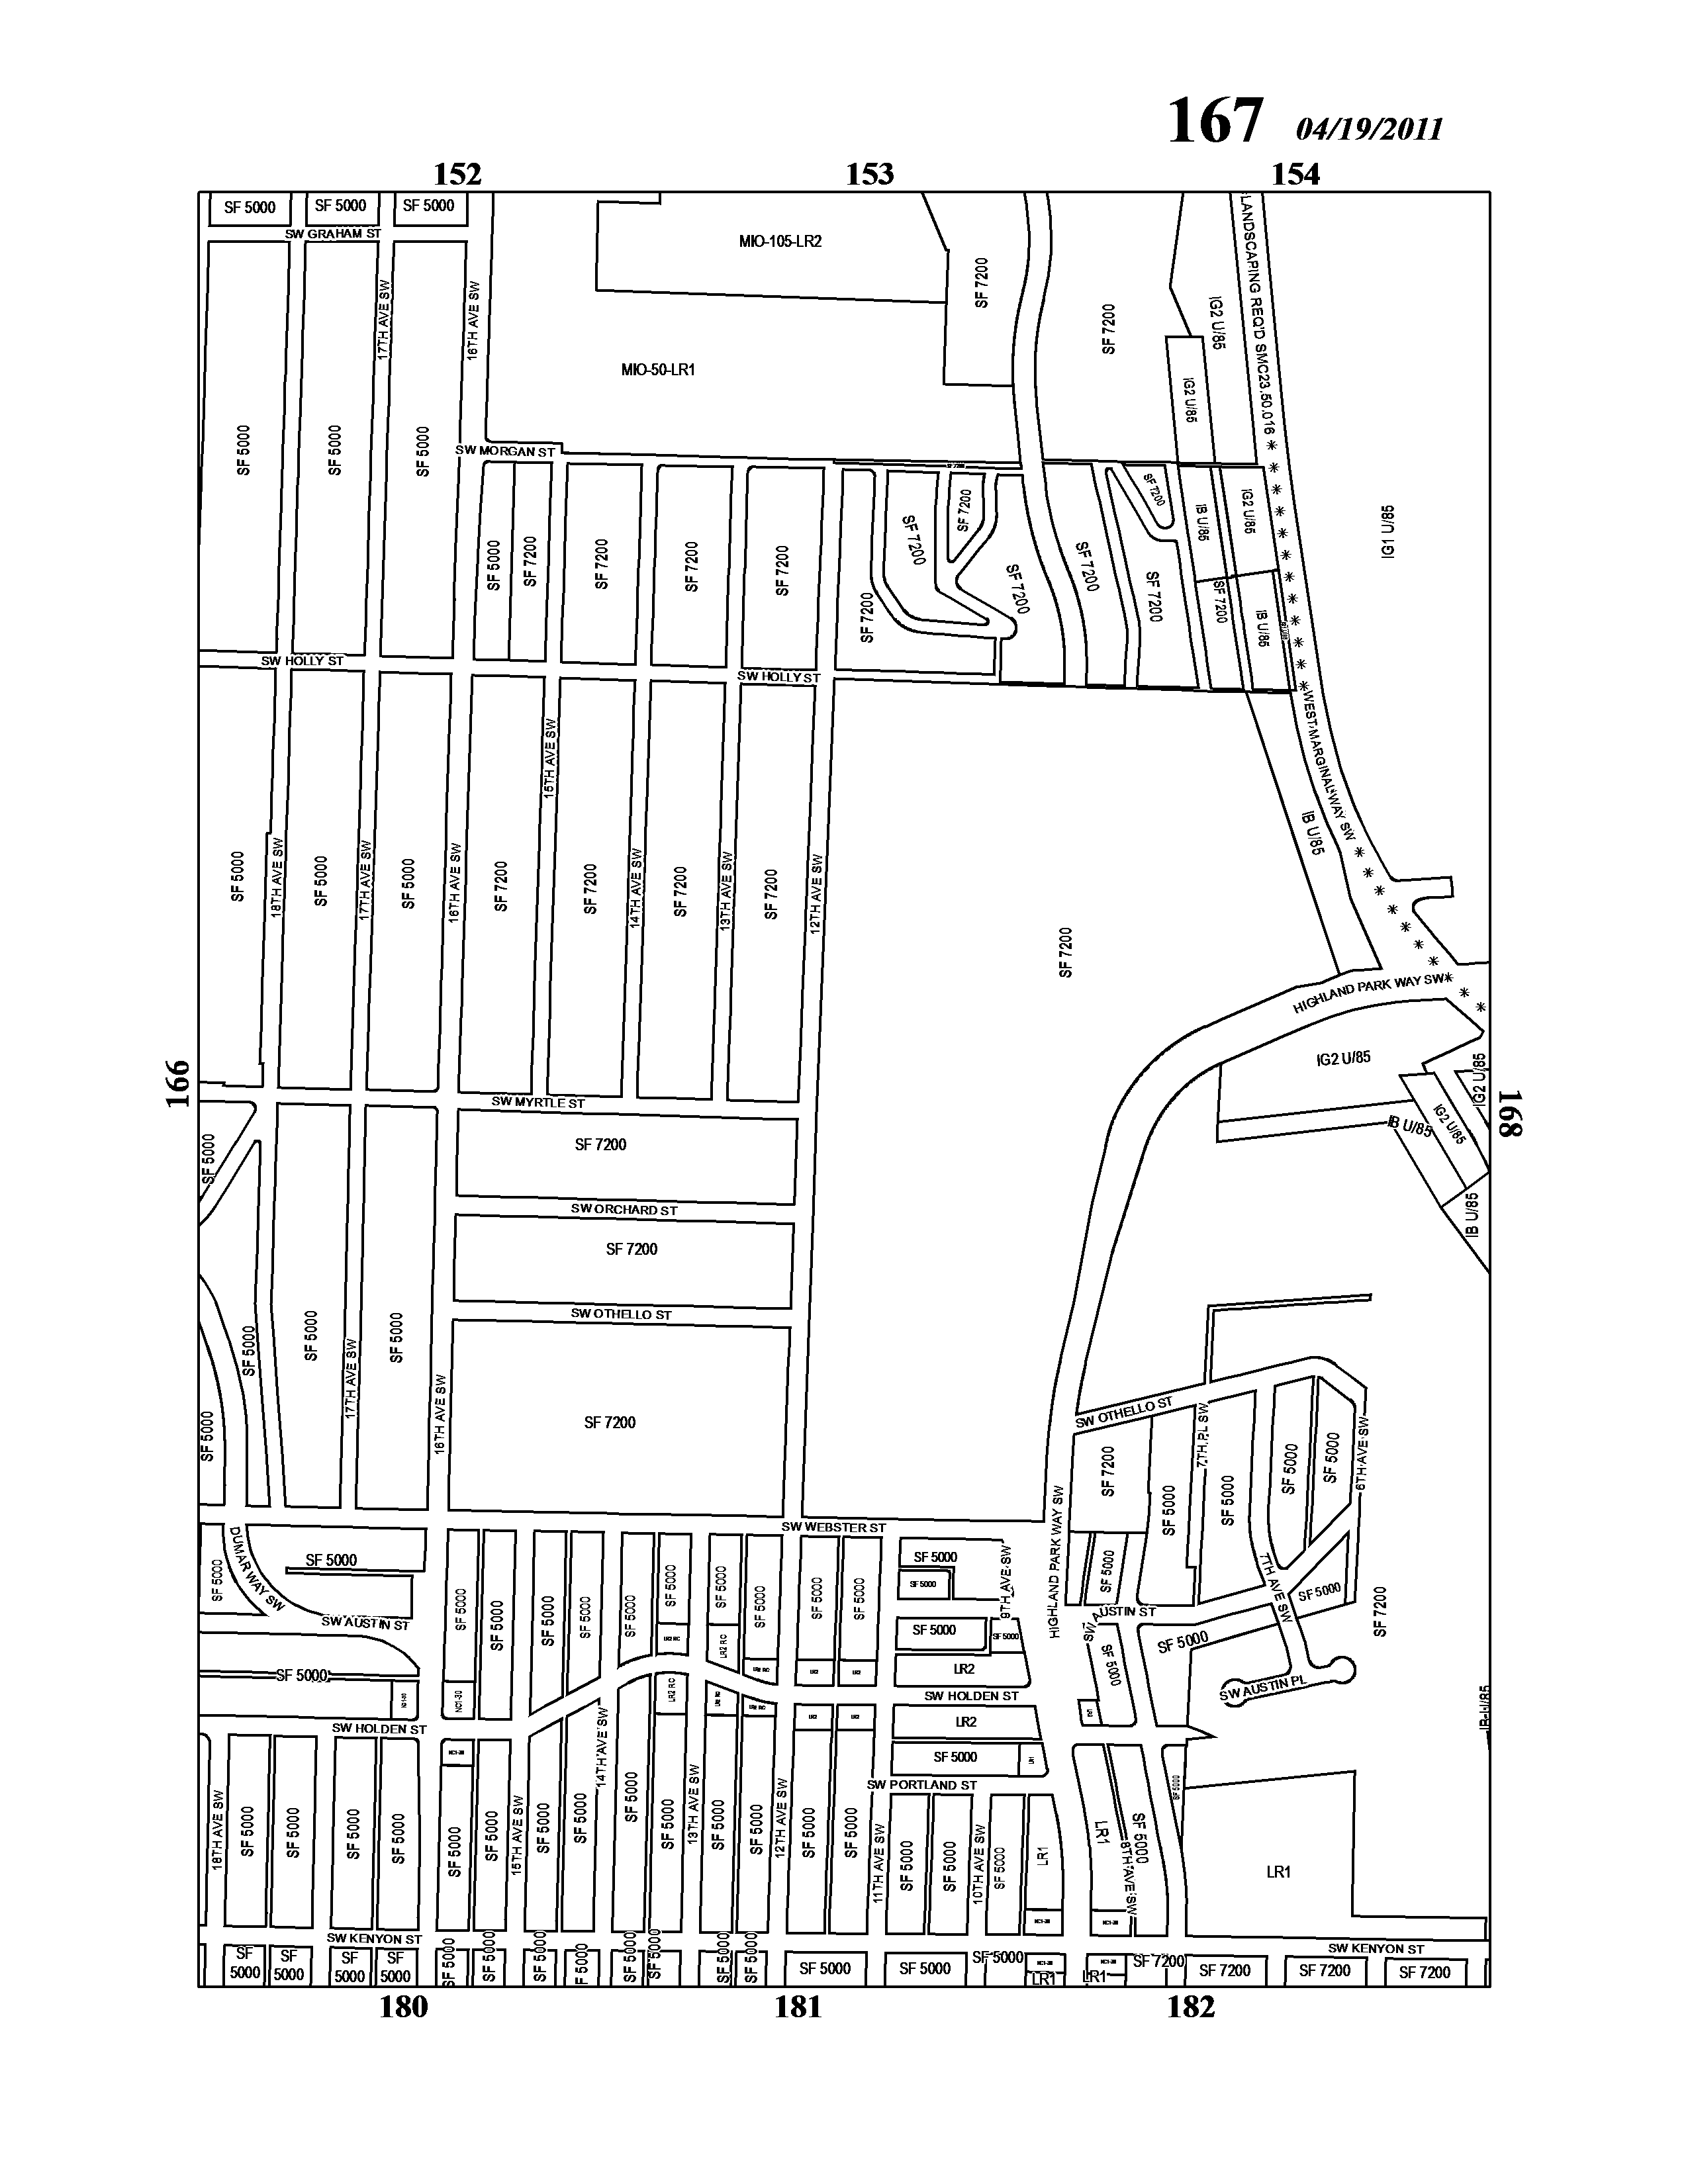 167 04/19/2011
152 153 154
SF 5000 SF 5000 SF 5000
SW GRAHAM ST
MIO-105-LR2
SF 7200
SF 7200
IG2 U/85
LANDSCAPING REQ'D SMC23.50.016
17TH AVE SW
16TH AVE SW
MIO-50-LR1
IG2 U/85
SF 5000
SF 5000
SF 5000
SW MORGAN ST
SF 7200
SF 7200
SF 7200
IB U/85
IG2 U/85
IG1 U/85
SF 5000
SF 7200
SF 7200
SF 7200
SF 7200
SF 7200
SF 7200
SF 7200
SF 7200
SF 7200
SF 7200
IB U/85
SW HOLLY ST
SW HOLLY ST
WEST MARGINAL WAY SW
15TH AVE SW
IB U/85
SF 5000
18TH AVE SW
SF 5000
17TH AVE SW
SF 5000
16TH AVE SW
SF 7200
SF 7200
14TH AVE SW
SF 7200
13TH AVE SW
SF 7200
12TH AVE SW
SF 7200
HIGHLAND PARK WAY SW
166
168
IG2 U/85
IG2 U/85
IG2 U/85
IB U/85
IB U/85
SW MYRTLE ST
SF 5000
SF 7200
SW ORCHARD ST
SF 7200
SW OTHELLO ST
SF 5000
SF 5000
SF 5000
17TH AVE SW
SF 5000
16TH AVE SW
SF 7200
SW OTHELLO ST
SF 7200
7TH PL SW
SF 5000
SF 5000
SF 5000
SF 5000
6TH AVE SW
HIGHLAND PARK WAY SW
SW WEBSTER ST
DUMAR WAY SW
SF 5000
SF 5000
SW AUSTIN ST
SF 5000
SF 5000
SF 5000
SF 5000
SF 5000
SF 5000
SF 5000
SF 5000
SF 5000
SF 5000
SF 5000
SF 5000
SF 5000
9TH AVE SW
SF 5000
SF 5000
SF 5000
SW AUSTIN ST
7TH AVE SW
SF 5000
SF 7200
SF 5000
SF 5000
SW AUSTIN PL
LR2 RC
LR2 RC
LR2
SW HOLDEN ST
LR2
NC1-30
SW HOLDEN ST
14TH AVE SW
SF 5000
SW PORTLAND ST
IB U/85
18TH AVE SW
SF 5000
SF 5000
SF 5000
SF 5000
SF 5000
SF 5000
15TH AVE SW
SF 5000
SF 5000
SF 5000
SF 5000
13TH AVE SW
SF 5000
SF 5000
12TH AVE SW
SF 5000
SF 5000
11TH AVE SW
SF 5000
SF 5000
10TH AVE SW
SF 5000
LR1
LR1
8TH AVE SW
SF 5000
SF 5000
LR1
SW KENYON ST
SW KENYON ST
SF 5000
SF 5000
SF 5000
SF 5000
SF 5000
SF 5000
SF 5000
SF 5000
SF 5000
SF 5000
SF 5000
SF 5000
SF 5000
SF 5000
LR1
LR1
SF 7200
SF 7200
SF 7200
SF 7200
180 181 182